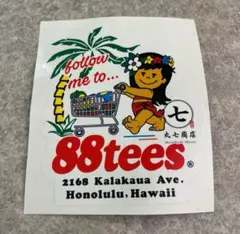 follow
me to...
七
丸七商店
88tees®
2168 Kalakaua Ave.
Honolulu, Hawaii